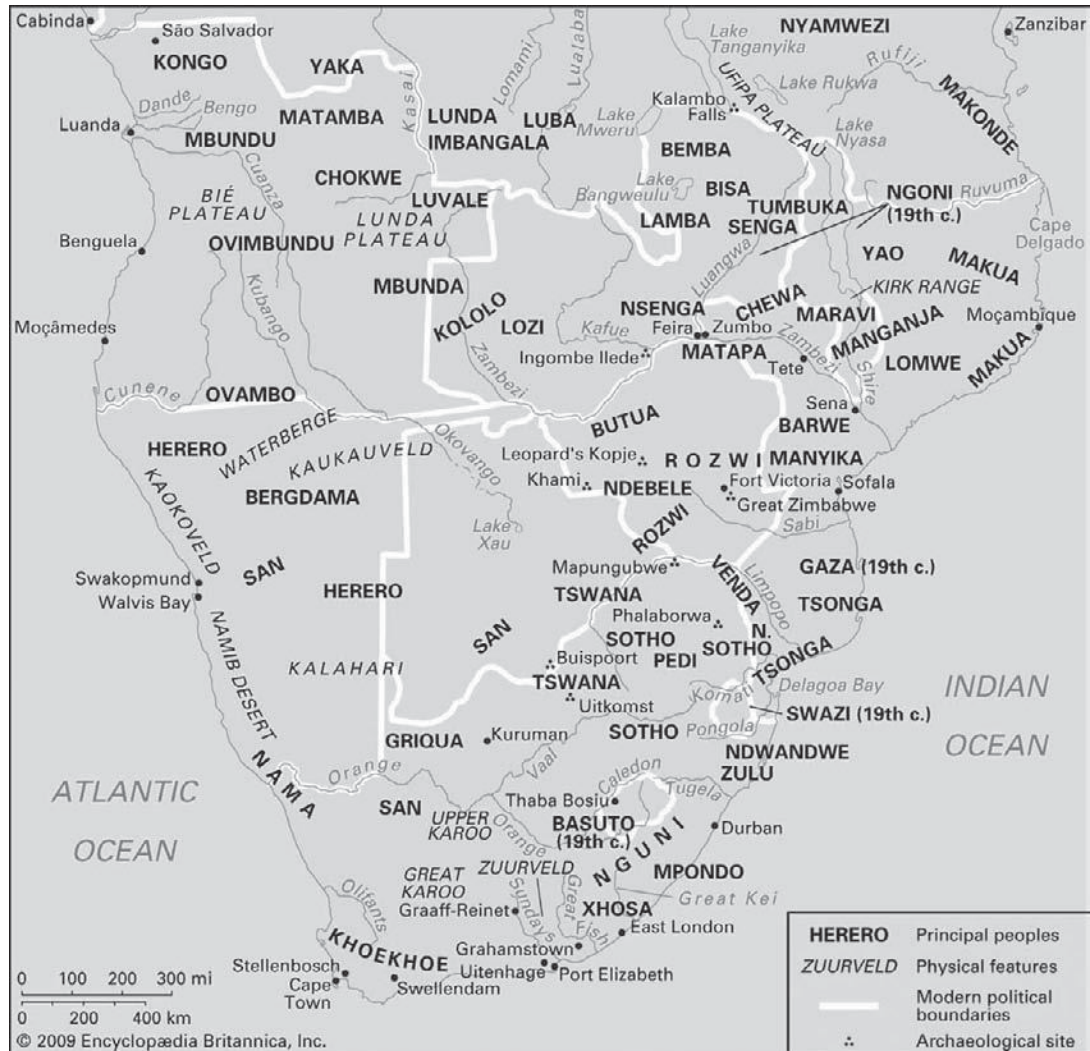 Cabinda
São Salvador
KONGO
YAKA
Kasai
Lomami
Lualaba
Lake
Tanganyika
NYAMWEZI
Zanzibar
Rufiji
Lake Rukwa
UFIPA PLATEAU
MAKONDE
Dande
Bengo
Luanda
MBUNDU
MATAMBA
LUNDA
IMBANGALA
LUBA
Lake
Mweru
Kalambo
Falls
Lake
Nyasa
BEMBA
Cuanza
CHOKWE
LUVALE
BIÉ
PLATEAU
LUNDA
PLATEAU
Lake
Bangweulu
BISA
LAMBA
TUMBUKA
SENGA
NGONI
(19th c.)
Ruvuma
Cape
Delgado
Benguela
OVIMBUNDU
Luangwa
YAO
MAKUA
KIRK RANGE
Kubango
MBUNDA
KOLOLO
LOZI
NSENGA
CHEWA
MARAVI
MANGANJA
Moçâmedes
Kafue
Feira
Zumbo
Moçambique
Ingombe Ilede
MATAPA
Zambezi
Tete
Zambezi
LOMWE
MAKUA
Shire
Cunene
OVAMBO
Sena
BUTUA
BARWE
HERERO
WATERBERGE
KAUKAUVELD
Okovango
Leopard's Kopje
ROZWI
MANYIKA
KAOKOVELD
BERGDAMA
Khami
NDEBELE
Fort Victoria
Sofala
Great Zimbabwe
Lake
Xau
ROZWI
Sabi
Swakopmund
Walvis Bay
SAN
HERERO
Mapungubwe
VENDA
Limpopo
GAZA (19th c.)
TSWANA
TSONGA
Phalaborwa
NAMIB DESERT
KALAHARI
SAN
SOTHO
PEDI
N.
SOTHO
TSONGA
Buispoort
TSWANA
Uitkomst
Komati
Delagoa Bay
SWAZI (19th c.)
INDIAN
OCEAN
GRIQUA
Kuruman
SOTHO
Pongola
NDWANDWE
ZULU
Vaal
NAMA
Orange
ATLANTIC
OCEAN
SAN
UPPER
KAROO
Caledon
Thaba Bosiu
Tugela
BASUTO
(19th c.)
Durban
Orange
NGUNI
GREAT
KAROO
ZUURVELD
MPONDO
Great Kei
Graaff-Reinet
Sundays
Great
Fish
XHOSA
East London
Olifants
KHOEKHOE
Grahamstown
Stellenbosch
Cape
Town
Swellendam
Uitenhage
Port Elizabeth
HERERO Principal peoples
ZUURVELD Physical features
Modern political
boundaries
Archaeological site
0 100 200 300 mi
0 200 400 km
© 2009 Encyclopædia Britannica, Inc.